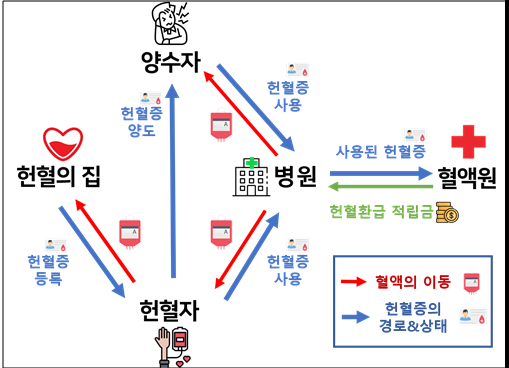 양수자
헌혈증
양도
헌혈증
사용
헌혈의 집
병원
사용된 헌혈증
혈액원
헌혈환급 적립금
헌혈증
등록
헌혈증
사용
헌혈자
혈액의 이동
헌혈증의
경로&상태